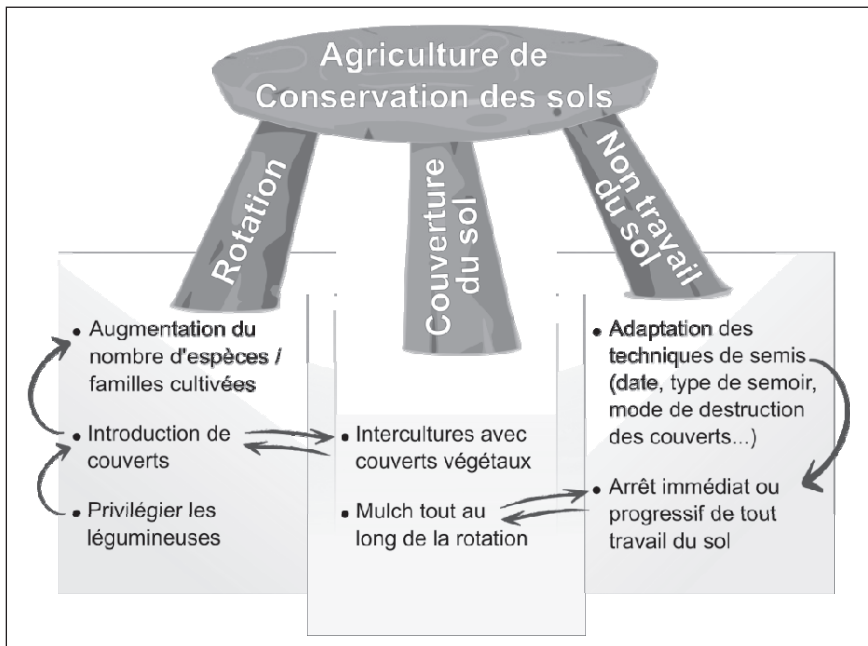 Agriculture de
Conservation des sols
Rotation
Couverture
du sol
Non travail
du sol
• Augmentation du
nombre d'espèces /
familles cultivées
• Introduction de
couverts
• Privilégier les
légumineuses
• Intercultures avec
couverts végétaux
• Mulch tout au
long de la rotation
• Adaptation des
techniques de semis
(date, type de semoir,
mode de destruction
des couverts...)
• Arrêt immédiat ou
progressif de tout
travail du sol